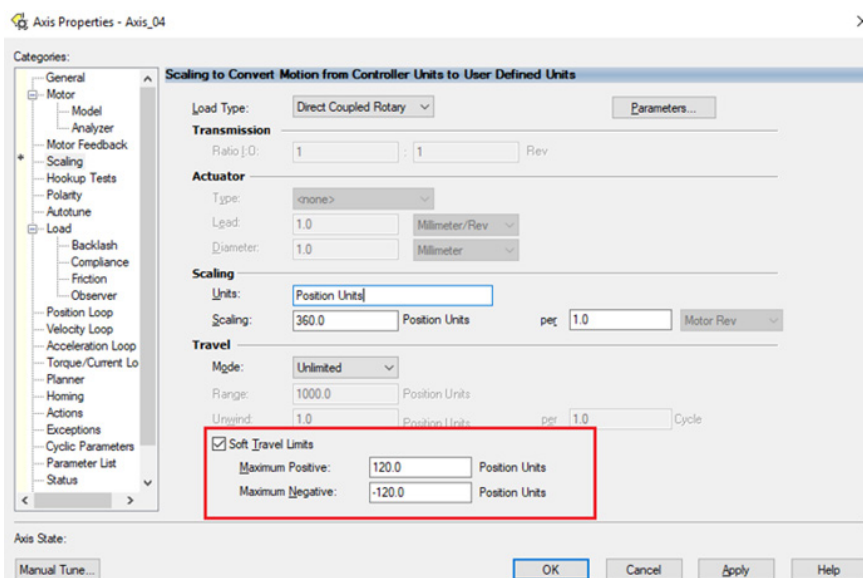 Axis Properties - Axis_04
Categories:
General
Motor
Model
Analyzer
Motor Feedback
* Scaling
Hookup Tests
Polarity
Autotune
Load
Backlash
Compliance
Friction
Observer
Position Loop
Velocity Loop
Acceleration Loop
Torque/Current Lo
Planner
Homing
Actions
Exceptions
Cyclic Parameters
Parameter List
Status
Scaling to Convert Motion from Controller Units to User Defined Units
Load Type: Direct Coupled Rotary Parameters...
Transmission
Ratio I:O: 1 : 1 Rev
Actuator
Type: <none>
Lead: 1.0 Millimeter/Rev
Diameter: 1.0 Millimeter
Scaling
Units: Position Units
Scaling: 360.0 Position Units per 1.0 Motor Rev
Travel
Mode: Unlimited
Range: 1000.0 Position Units
Unwind: 1.0 Position Units per 1.0 Cycle
Soft Travel Limits
Maximum Positive: 120.0 Position Units
Maximum Negative: -120.0 Position Units
Axis State:
Manual Tune... OK Cancel Apply Help